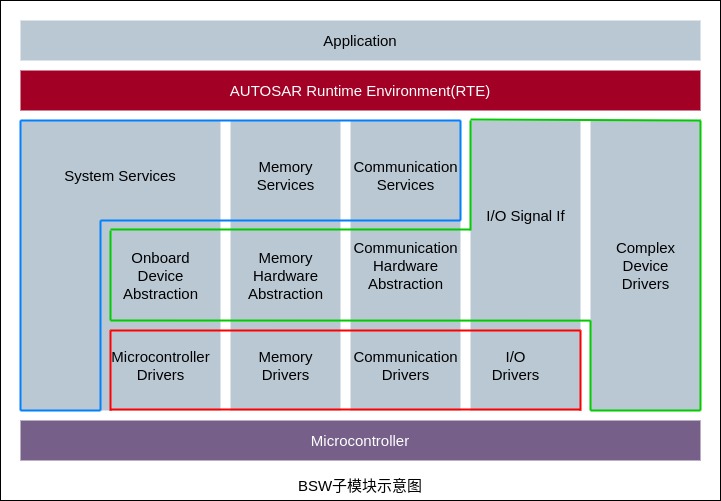 Application
AUTOSAR Runtime Environment(RTE)
System Services
Memory
Services
Communication
Services
I/O Signal If
Complex
Device
Drivers
Onboard
Device
Abstraction
Memory
Hardware
Abstraction
Communication
Hardware
Abstraction
Microcontroller
Drivers
Memory
Drivers
Communication
Drivers
I/O
Drivers
Microcontroller
BSW子模块示意图